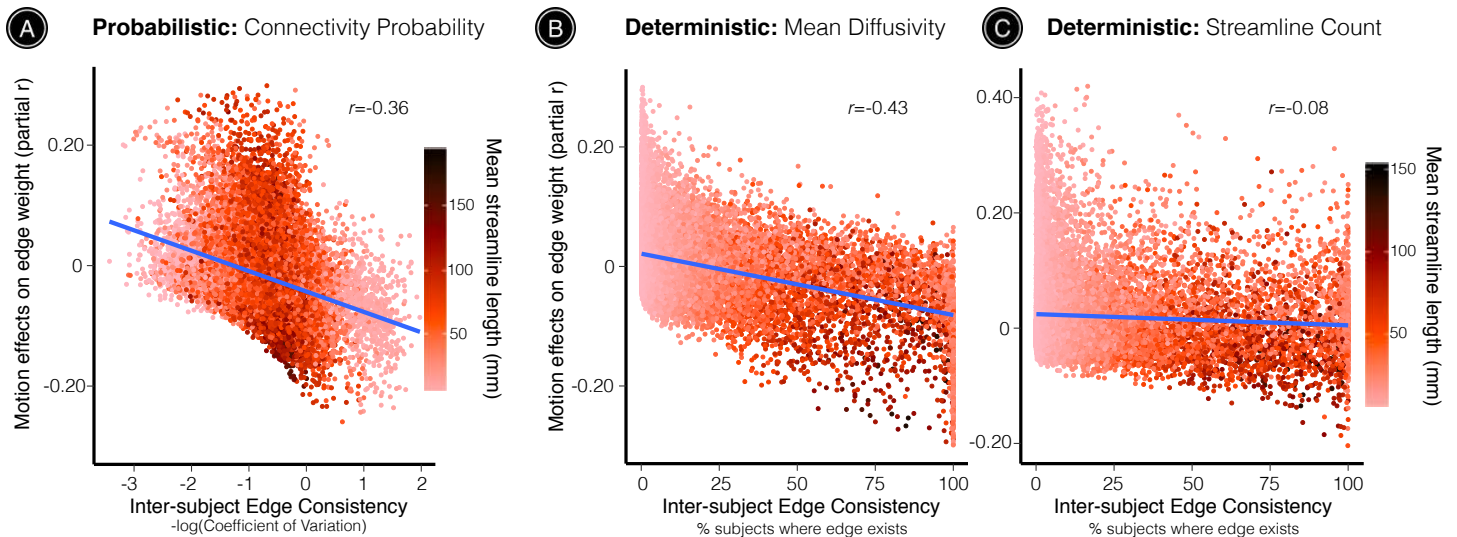 A
Probabilistic: Connectivity Probability
Motion effects on edge weight (partial r)
0.20
0
-0.20
r=-0.36
Mean streamline length (mm)
150
100
50
-3
-2
-1
0
1
2
Inter-subject Edge Consistency
-log(Coefficient of Variation)
B
Deterministic: Mean Diffusivity
Motion effects on edge weight (partial r)
0.20
0
-0.20
r=-0.43
0
25
50
75
100
Inter-subject Edge Consistency
% subjects where edge exists
C
Deterministic: Streamline Count
0.40
0.20
0
-0.20
r=-0.08
Mean streamline length (mm)
150
100
50
0
25
50
75
100
Inter-subject Edge Consistency
% subjects where edge exists